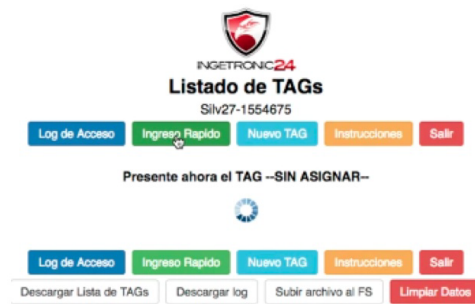 INGETRONIC24
Listado de TAGs
Silv27-1554675
Log de Acceso Ingreso Rapido Nuevo TAG Instrucciones Salir
Presente ahora el TAG --SIN ASIGNAR--
Log de Acceso Ingreso Rapido Nuevo TAG Instrucciones Salir
Descargar Lista de TAGs Descargar log Subir archivo al FS Limpiar Datos